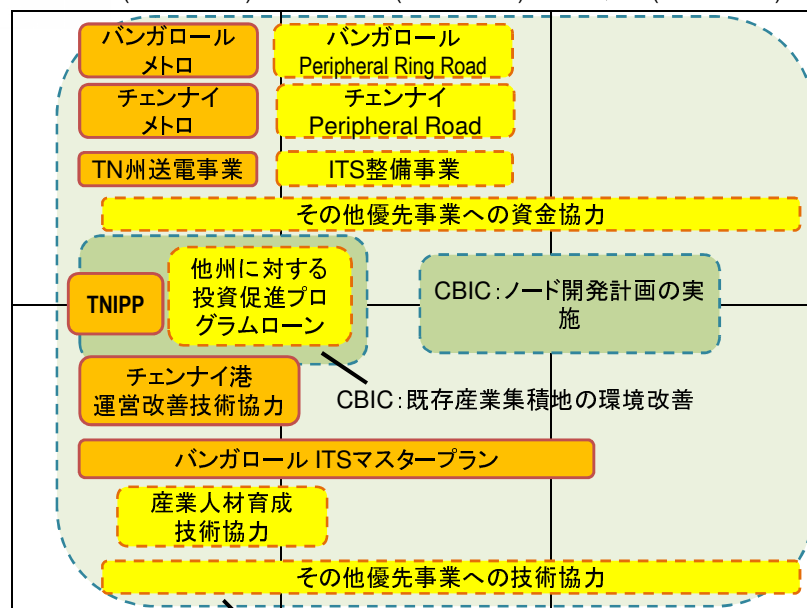 バンガロール
メトロ
バンガロール
Peripheral Ring Road
チェンナイ
メトロ
チェンナイ
Peripheral Road
TN州送電事業
ITS整備事業
その他優先事業への資金協力
TNIPP
他州に対する
投資促進プロ
グラムローン
CBIC:ノード開発計画の実
施
チェンナイ港
運営改善技術協力
CBIC:既存産業集積地の環境改善
バンガロール ITSマスタープラン
産業人材育成
技術協力
その他優先事業への技術協力